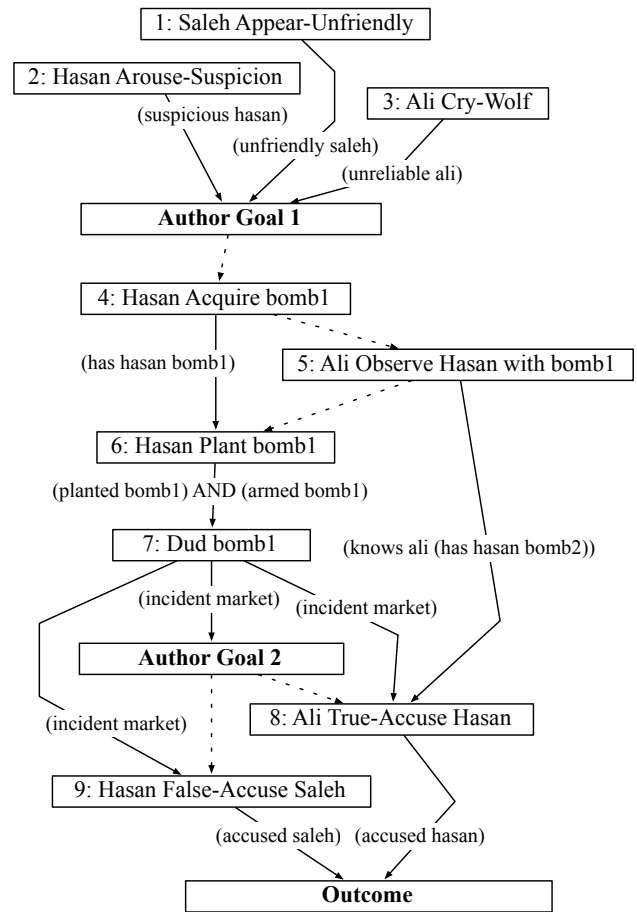 1: Saleh Appear-Unfriendly
2: Hasan Arouse-Suspicion
3: Ali Cry-Wolf
(suspicious hasan)
(unfriendly saleh)
(unreliable ali)
Author Goal 1
4: Hasan Acquire bomb1
(has hasan bomb1)
5: Ali Observe Hasan with bomb1
6: Hasan Plant bomb1
(planted bomb1) AND (armed bomb1)
7: Dud bomb1
(knows ali (has hasan bomb2))
(incident market)
(incident market)
Author Goal 2
(incident market)
8: Ali True-Accuse Hasan
9: Hasan False-Accuse Saleh
(accused saleh)
(accused hasan)
Outcome